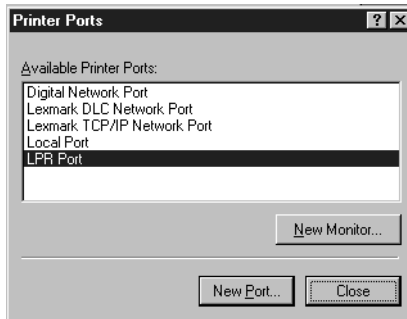 Printer Ports
Available Printer Ports:
Digital Network Port
Lexmark DLC Network Port
Lexmark TCP/IP Network Port
Local Port
LPR Port
New Monitor...
New Port...
Close